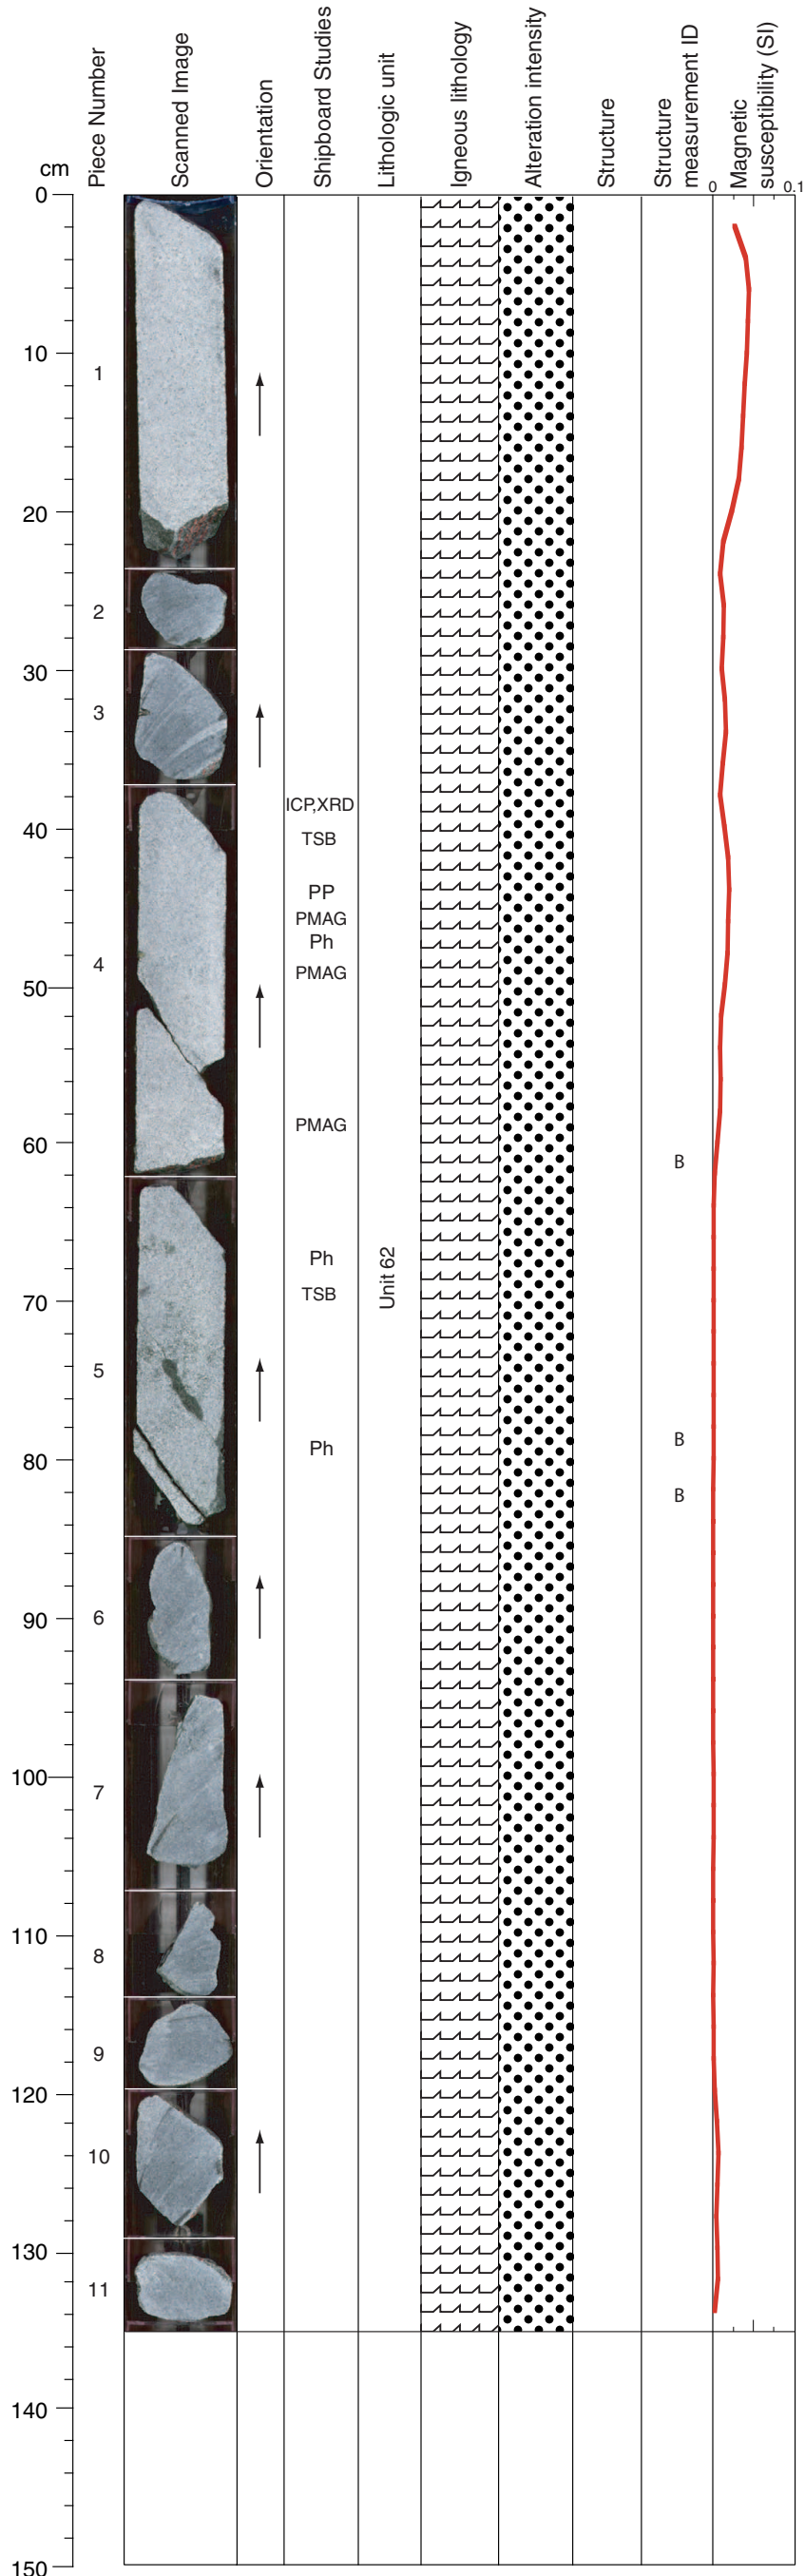 cm
Piece Number
Scanned Image
Orientation
Shipboard Studies
Lithologic unit
Igneous lithology
Alteration intensity
Structure
Structure
measurement ID
Magnetic
susceptibility (SI)
0 0.1
0
10
1
20
2
30
3
ICP,XRD
40
TSB
PP
PMAG
Ph
4
PMAG
50
PMAG
60
B
Ph
Unit 62
TSB
70
5
B
Ph
80
B
6
90
100
7
110
8
9
120
10
130
11
140
150